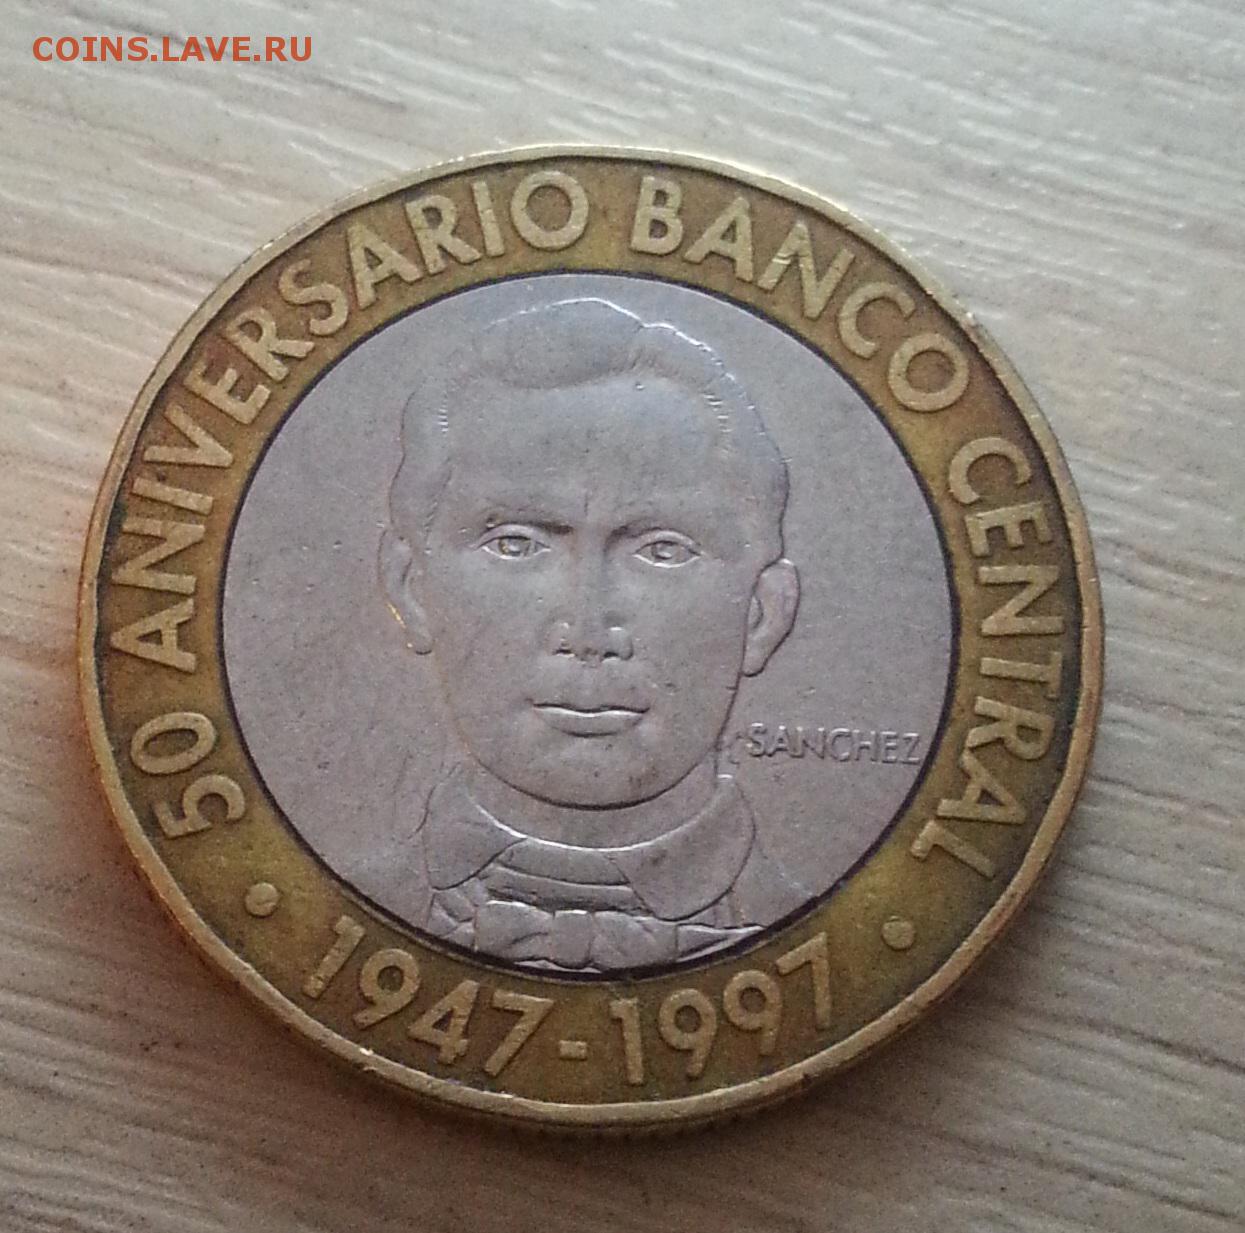 COINS.LAVE.RU
50 ANIVERSARIO BANCO CENTRAL
SANCHEZ
• 1947-1997 •